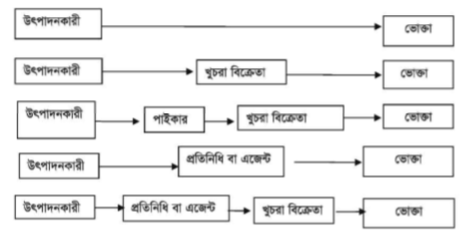 উৎপাদনকারী ভোক্তা
উৎপাদনকারী খুচরা বিক্রেতা ভোক্তা
উৎপাদনকারী পাইকার খুচরা বিক্রেতা ভোক্তা
উৎপাদনকারী প্রতিনিধি বা এজেন্ট ভোক্তা
উৎপাদনকারী প্রতিনিধি বা এজেন্ট খুচরা বিক্রেতা ভোক্তা